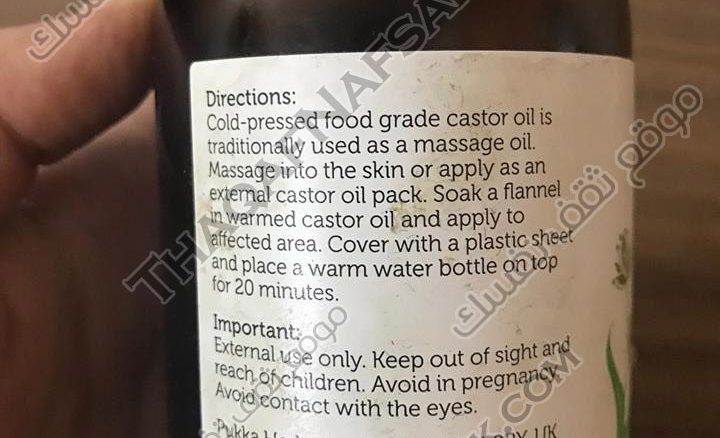 Directions:
Cold-pressed food grade castor oil is
traditionally used as a massage oil.
Massage into the skin or apply as an
external castor oil pack. Soak a flannel
in warmed castor oil and apply to
affected area. Cover with a plastic sheet
and place a warm water bottle on top
for 20 minutes.
Important:
External use only. Keep out of sight and
reach of children. Avoid in pregnancy.
Avoid contact with the eyes.
Pukka UK
موقع ثقف نفسك